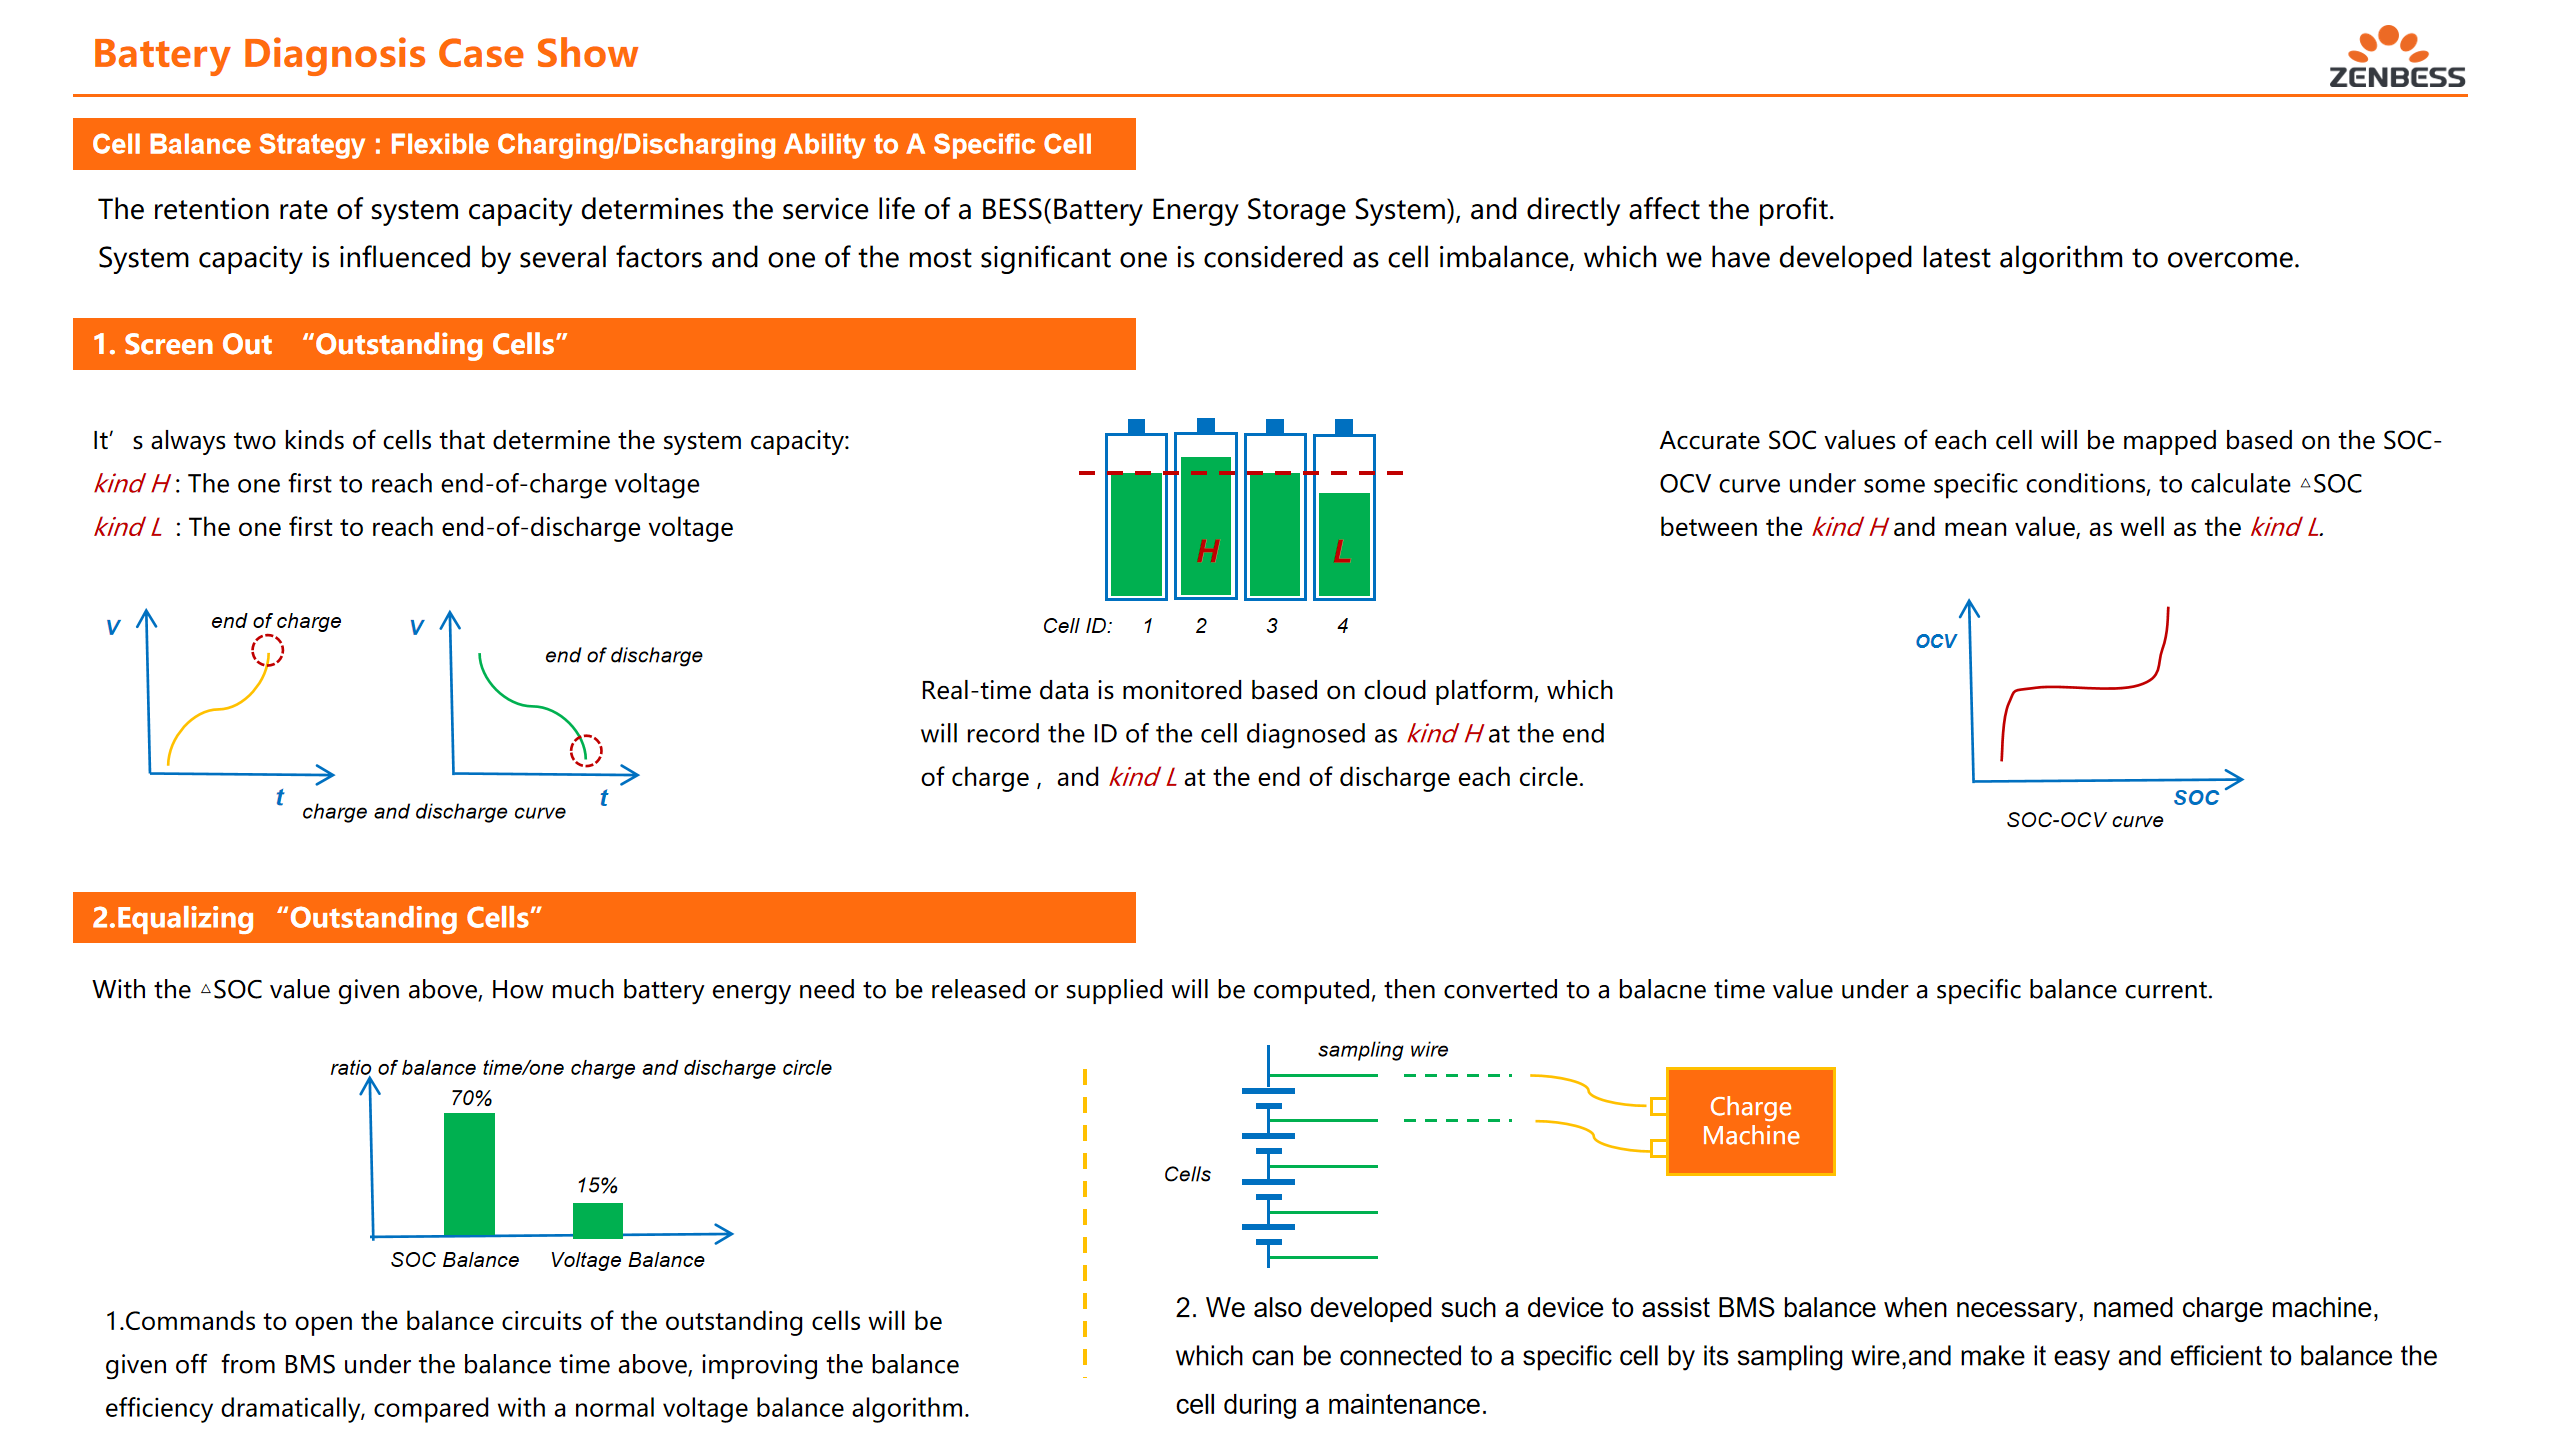 Battery Diagnosis Case Show
ZENBESS
Cell Balance Strategy : Flexible Charging/Discharging Ability to A Specific Cell
The retention rate of system capacity determines the service life of a BESS(Battery Energy Storage System), and directly affect the profit.
System capacity is influenced by several factors and one of the most significant one is considered as cell imbalance, which we have developed latest algorithm to overcome.
1. Screen Out “Outstanding Cells”
It’ s always two kinds of cells that determine the system capacity:
kind H : The one first to reach end-of-charge voltage
kind L : The one first to reach end-of-discharge voltage
V
end of charge
t
V
end of discharge
t
charge and discharge curve
H
L
Cell ID: 1 2 3 4
Real-time data is monitored based on cloud platform, which
will record the ID of the cell diagnosed as kind H at the end
of charge , and kind L at the end of discharge each circle.
Accurate SOC values of each cell will be mapped based on the SOC-
OCV curve under some specific conditions, to calculate △SOC
between the kind H and mean value, as well as the kind L.
OCV
SOC
SOC-OCV curve
2.Equalizing “Outstanding Cells”
With the △SOC value given above, How much battery energy need to be released or supplied will be computed, then converted to a balacne time value under a specific balance current.
ratio of balance time/one charge and discharge circle
70%
15%
SOC Balance Voltage Balance
1.Commands to open the balance circuits of the outstanding cells will be
given off from BMS under the balance time above, improving the balance
efficiency dramatically, compared with a normal voltage balance algorithm.
sampling wire
Cells
Charge
Machine
2. We also developed such a device to assist BMS balance when necessary, named charge machine,
which can be connected to a specific cell by its sampling wire,and make it easy and efficient to balance the
cell during a maintenance.